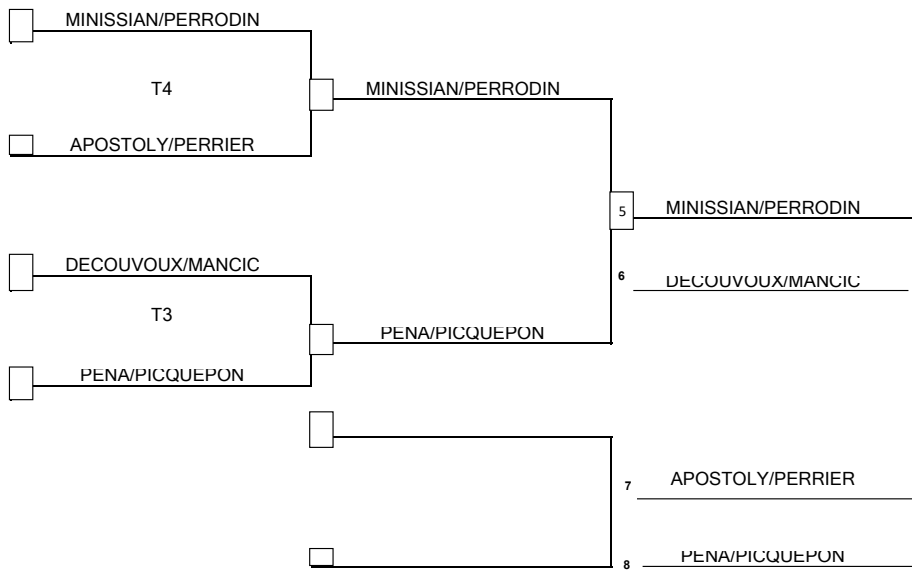 MINISSIAN/PERRODIN
T4
MINISSIAN/PERRODIN
APOSTOLY/PERRIER
5 MINISSIAN/PERRODIN
DECOUVOUX/MANCIC
6 DECOUVOUX/MANCIC
T3
PENA/PICQUEPON
PENA/PICQUEPON
7 APOSTOLY/PERRIER
8 PENA/PICQUEPON